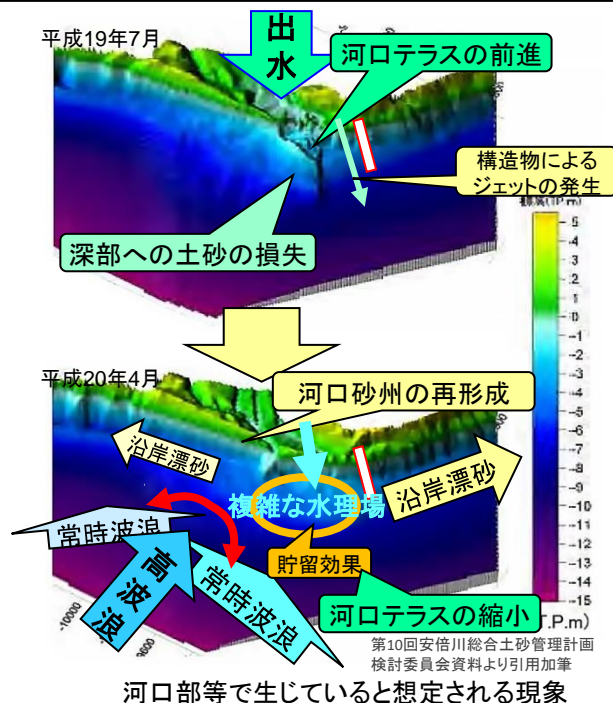 平成19年7月
出水
河口テラスの前進
構造物による
ジェットの発生
深部への土砂の損失
5
4
3
2
1
0
-1
-2
-3
-4
-5
-6
-7
-8
-9
-10
-11
-12
-13
-14
-15
平成20年4月
河口砂州の再形成
沿岸漂砂
沿岸漂砂
複雑な水理場
常時波浪
貯留効果
高波浪
常時波浪
河口テラスの縮小
-10000
-9600
T.P.m)
第10回安倍川総合土砂管理計画
検討委員会資料より引用加筆
河口部等で生じていると想定される現象